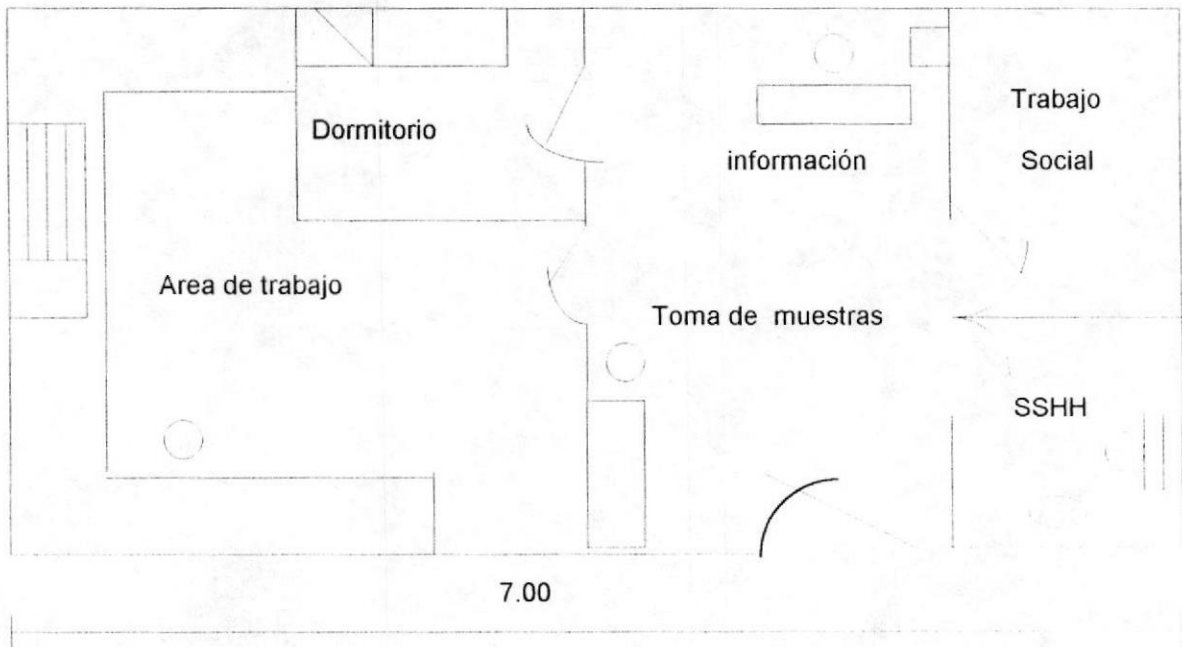 Dormitorio
información
Trabajo
Social
Area de trabajo
Toma de muestras
SSHH
7.00